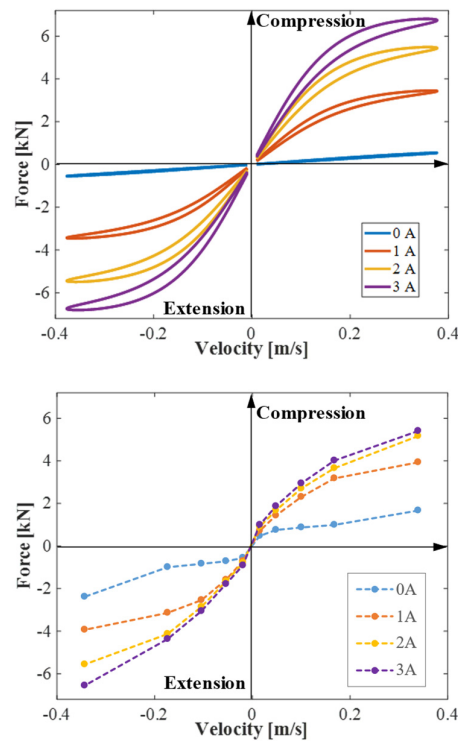 Compression
6
4
2
0
-2
-4
-6
Force [kN]
0 A
1 A
2 A
3 A
Extension
-0.4
-0.2
0
0.2
0.4
Velocity [m/s]
Compression
6
4
2
0
-2
-4
-6
Force [kN]
0A
1A
2A
3A
Extension
-0.4
-0.2
0
0.2
0.4
Velocity [m/s]